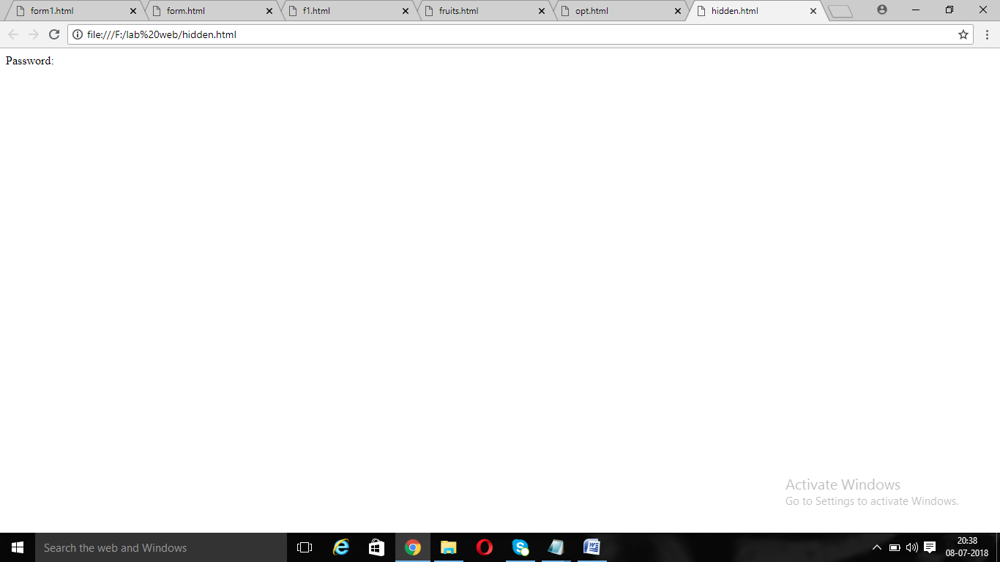 form1.html
form.html
f1.html
fruits.html
opt.html
hidden.html
file:///F:/lab%20web/hidden.html
Password:
Activate Windows
Go to Settings to activate Windows.
Search the web and Windows
20:38
08-07-2018